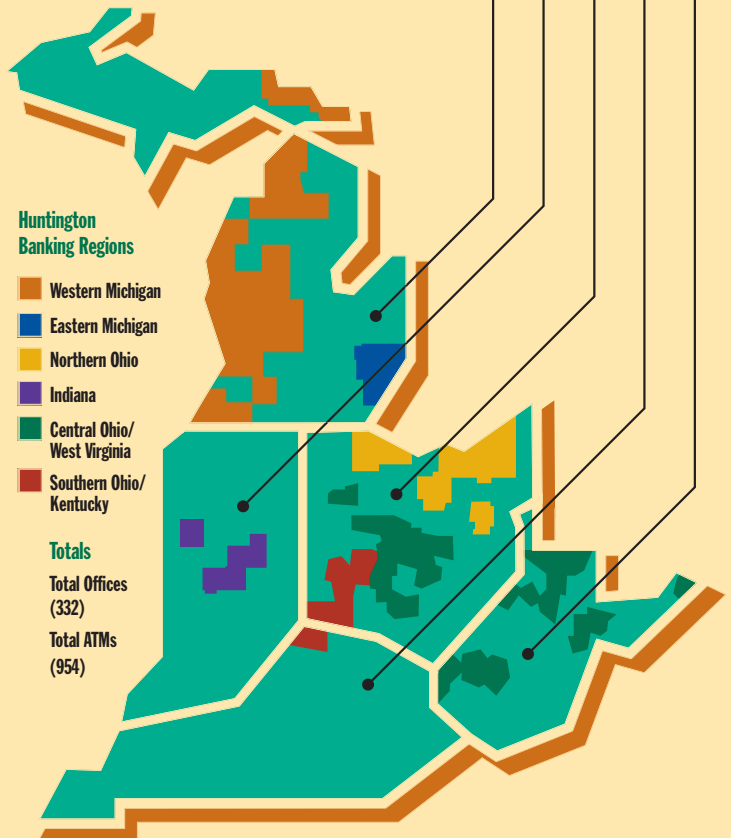 Huntington
Banking Regions
Western Michigan
Eastern Michigan
Northern Ohio
Indiana
Central Ohio/
West Virginia
Southern Ohio/
Kentucky
Totals
Total Offices
(332)
Total ATMs
(954)